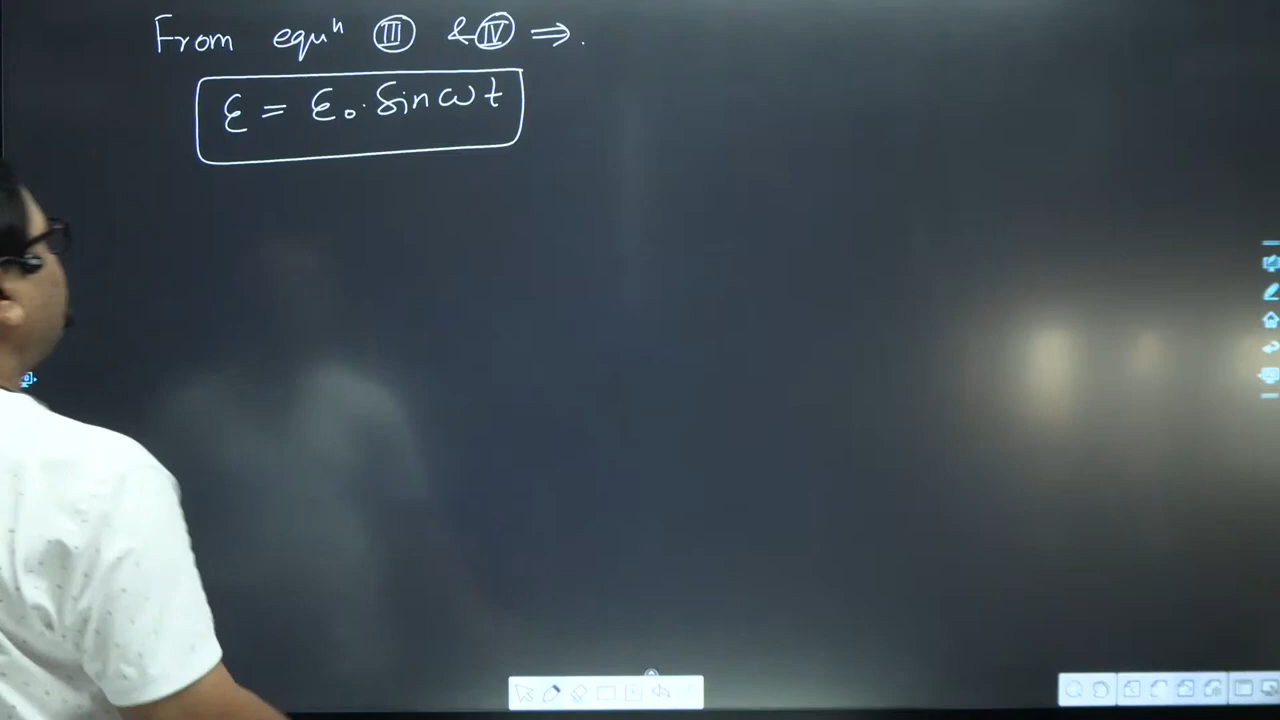 From equⁿ III & IV ⇒.
ε = ε₀. Sin ωt